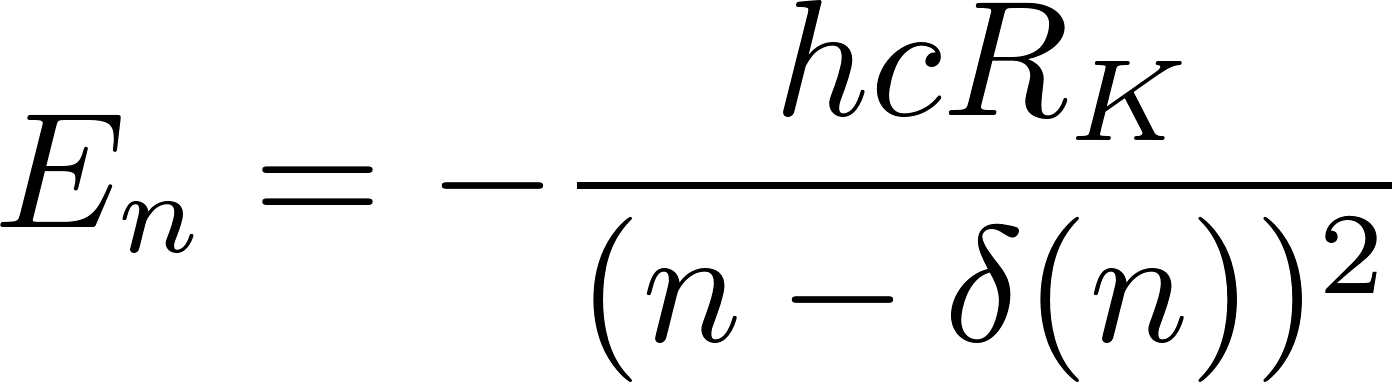 $E_n = -\frac{hcR_K}{(n - \delta(n))^2}$